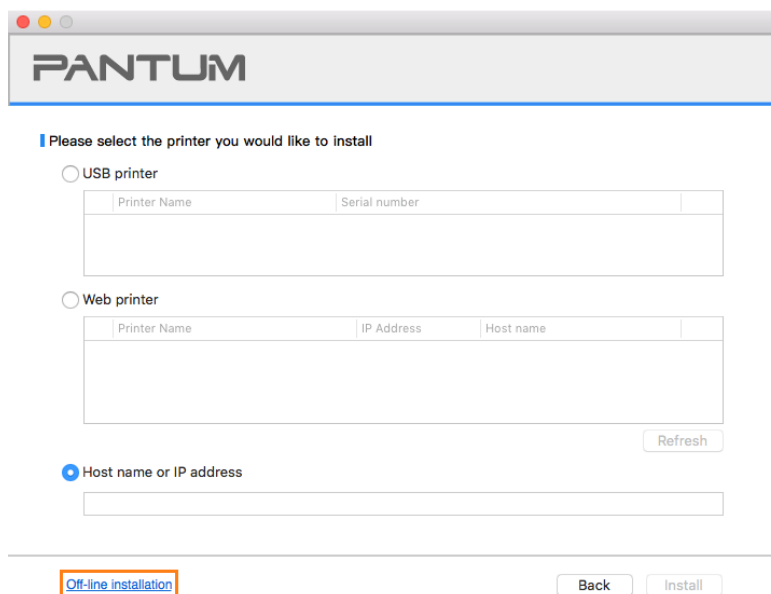 PANTUM
Please select the printer you would like to install
USB printer
Printer Name Serial number
Web printer
Printer Name IP Address Host name
Refresh
Host name or IP address
Off-line installation Back Install